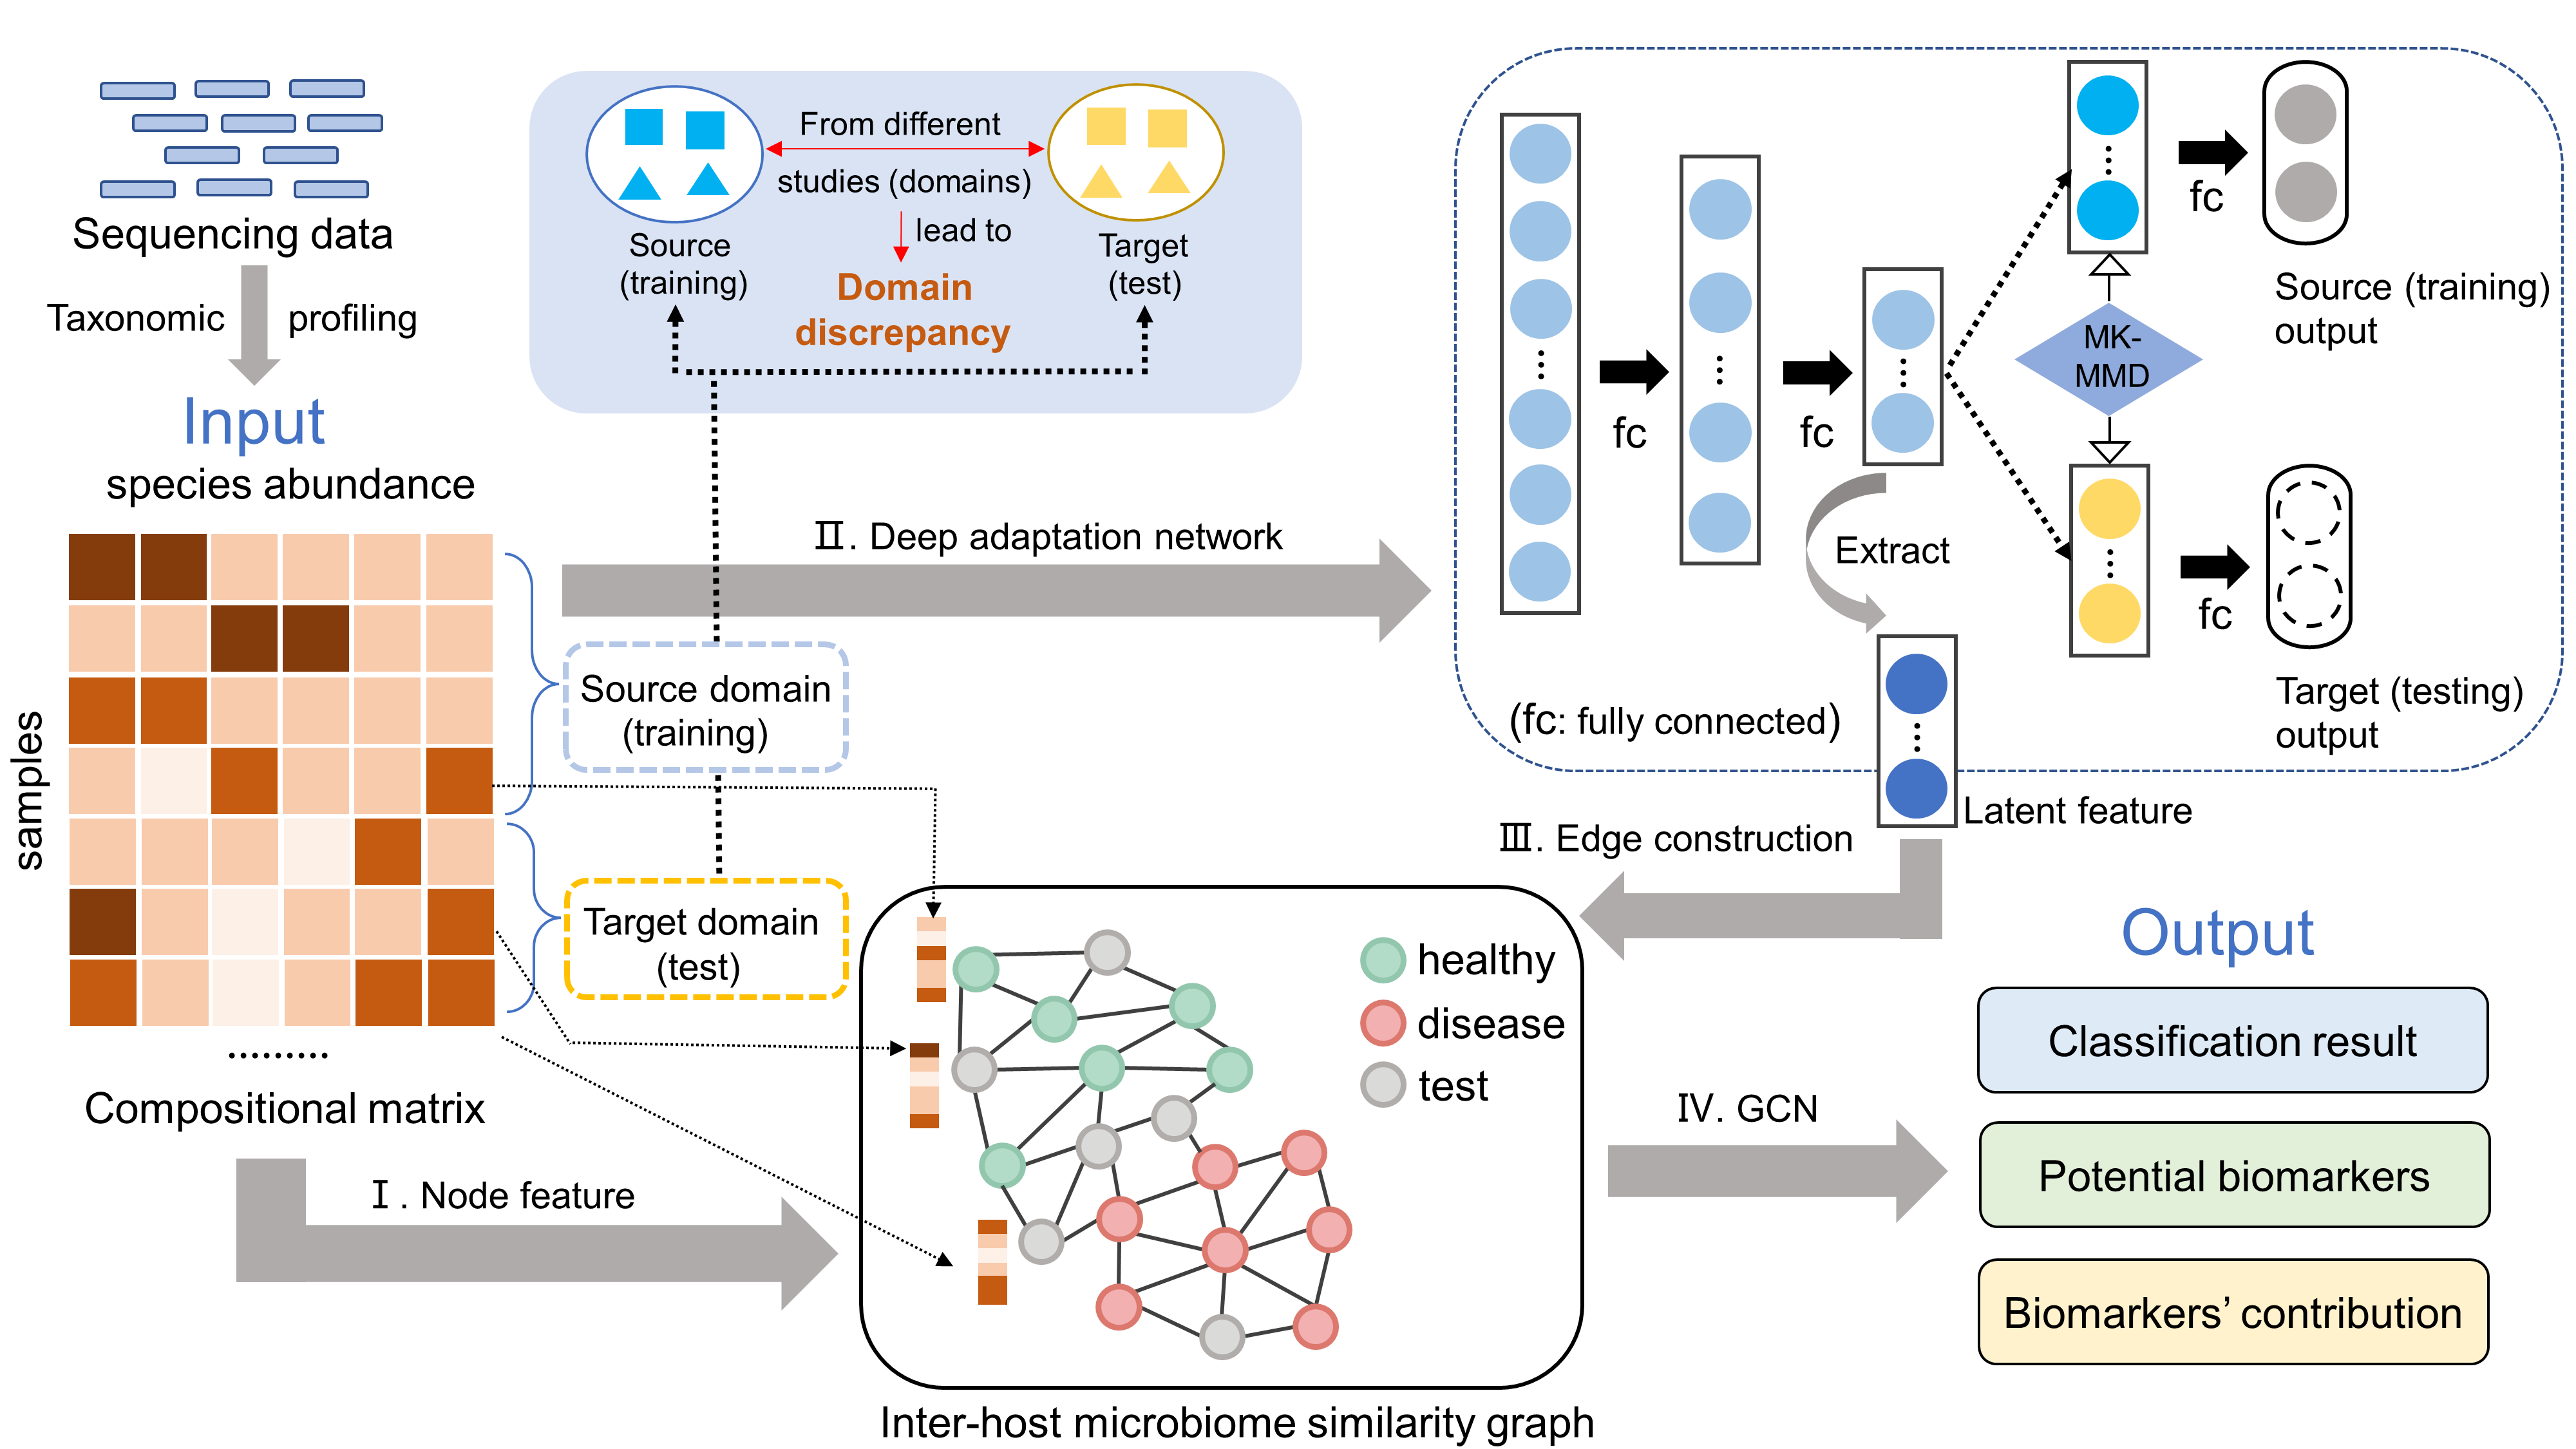 Sequencing data
Taxonomic profiling
Input
species abundance
samples
Compositional matrix
From different
studies (domains)
lead to
Source
(training)
Target
(test)
Domain
discrepancy
Ⅱ. Deep adaptation network
Source domain
(training)
Target domain
(test)
Ⅰ. Node feature
fc
fc
fc
fc
MK-
MMD
Source (training)
output
Target (testing)
output
Extract
(fc: fully connected)
Latent feature
Ⅲ. Edge construction
healthy
disease
test
Inter-host microbiome similarity graph
Ⅳ. GCN
Output
Classification result
Potential biomarkers
Biomarkers’ contribution